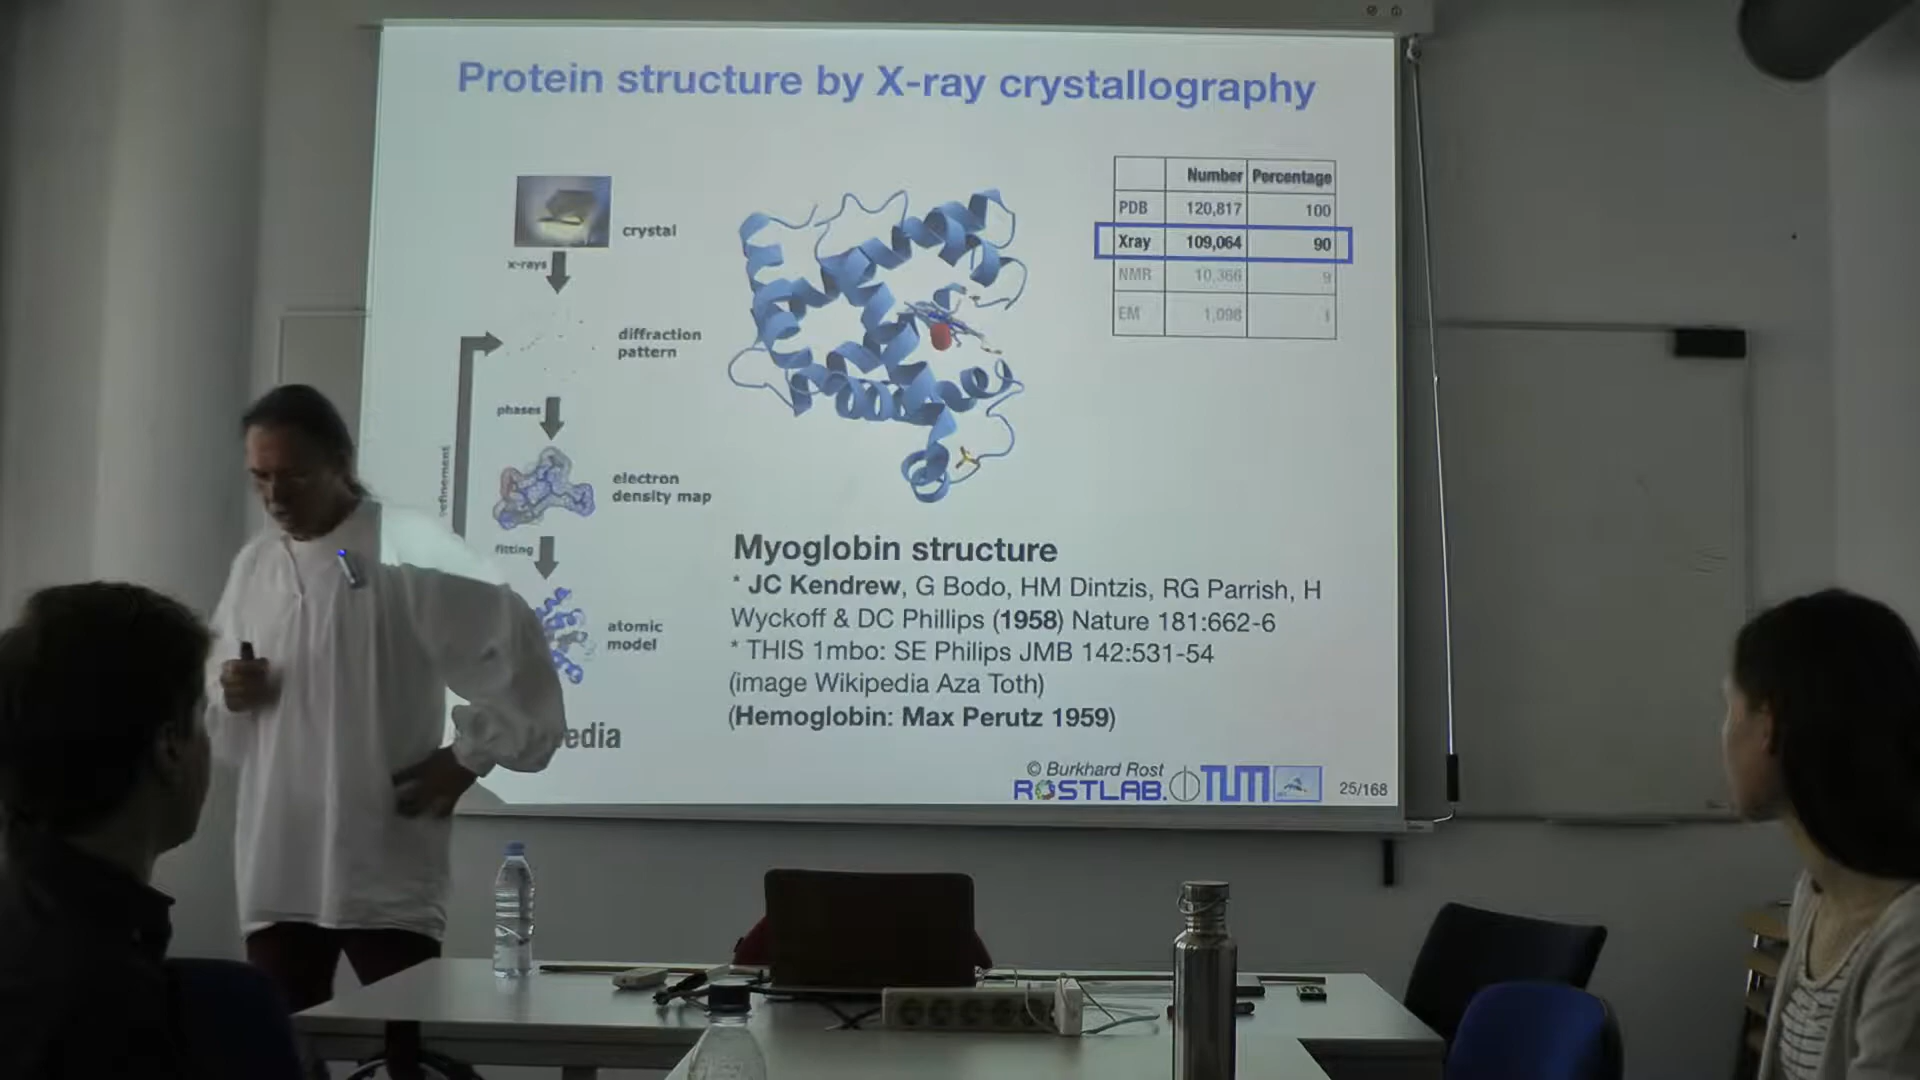 Protein structure by X-ray crystallography
crystal
x-rays
diffraction
pattern
phases
electron
density map
fitting
atomic
model
edia
Number Percentage
PDB 120,817 100
Xray 109,064 90
NMR 10,366 9
EM 1,098 1
Myoglobin structure
* JC Kendrew, G Bodo, HM Dintzis, RG Parrish, H
Wyckoff & DC Phillips (1958) Nature 181:662-6
* THIS 1mbo: SE Philips JMB 142:531-54
(image Wikipedia Aza Toth)
(Hemoglobin: Max Perutz 1959)
© Burkhard Rost
ROSTLAB. TUM
25/168